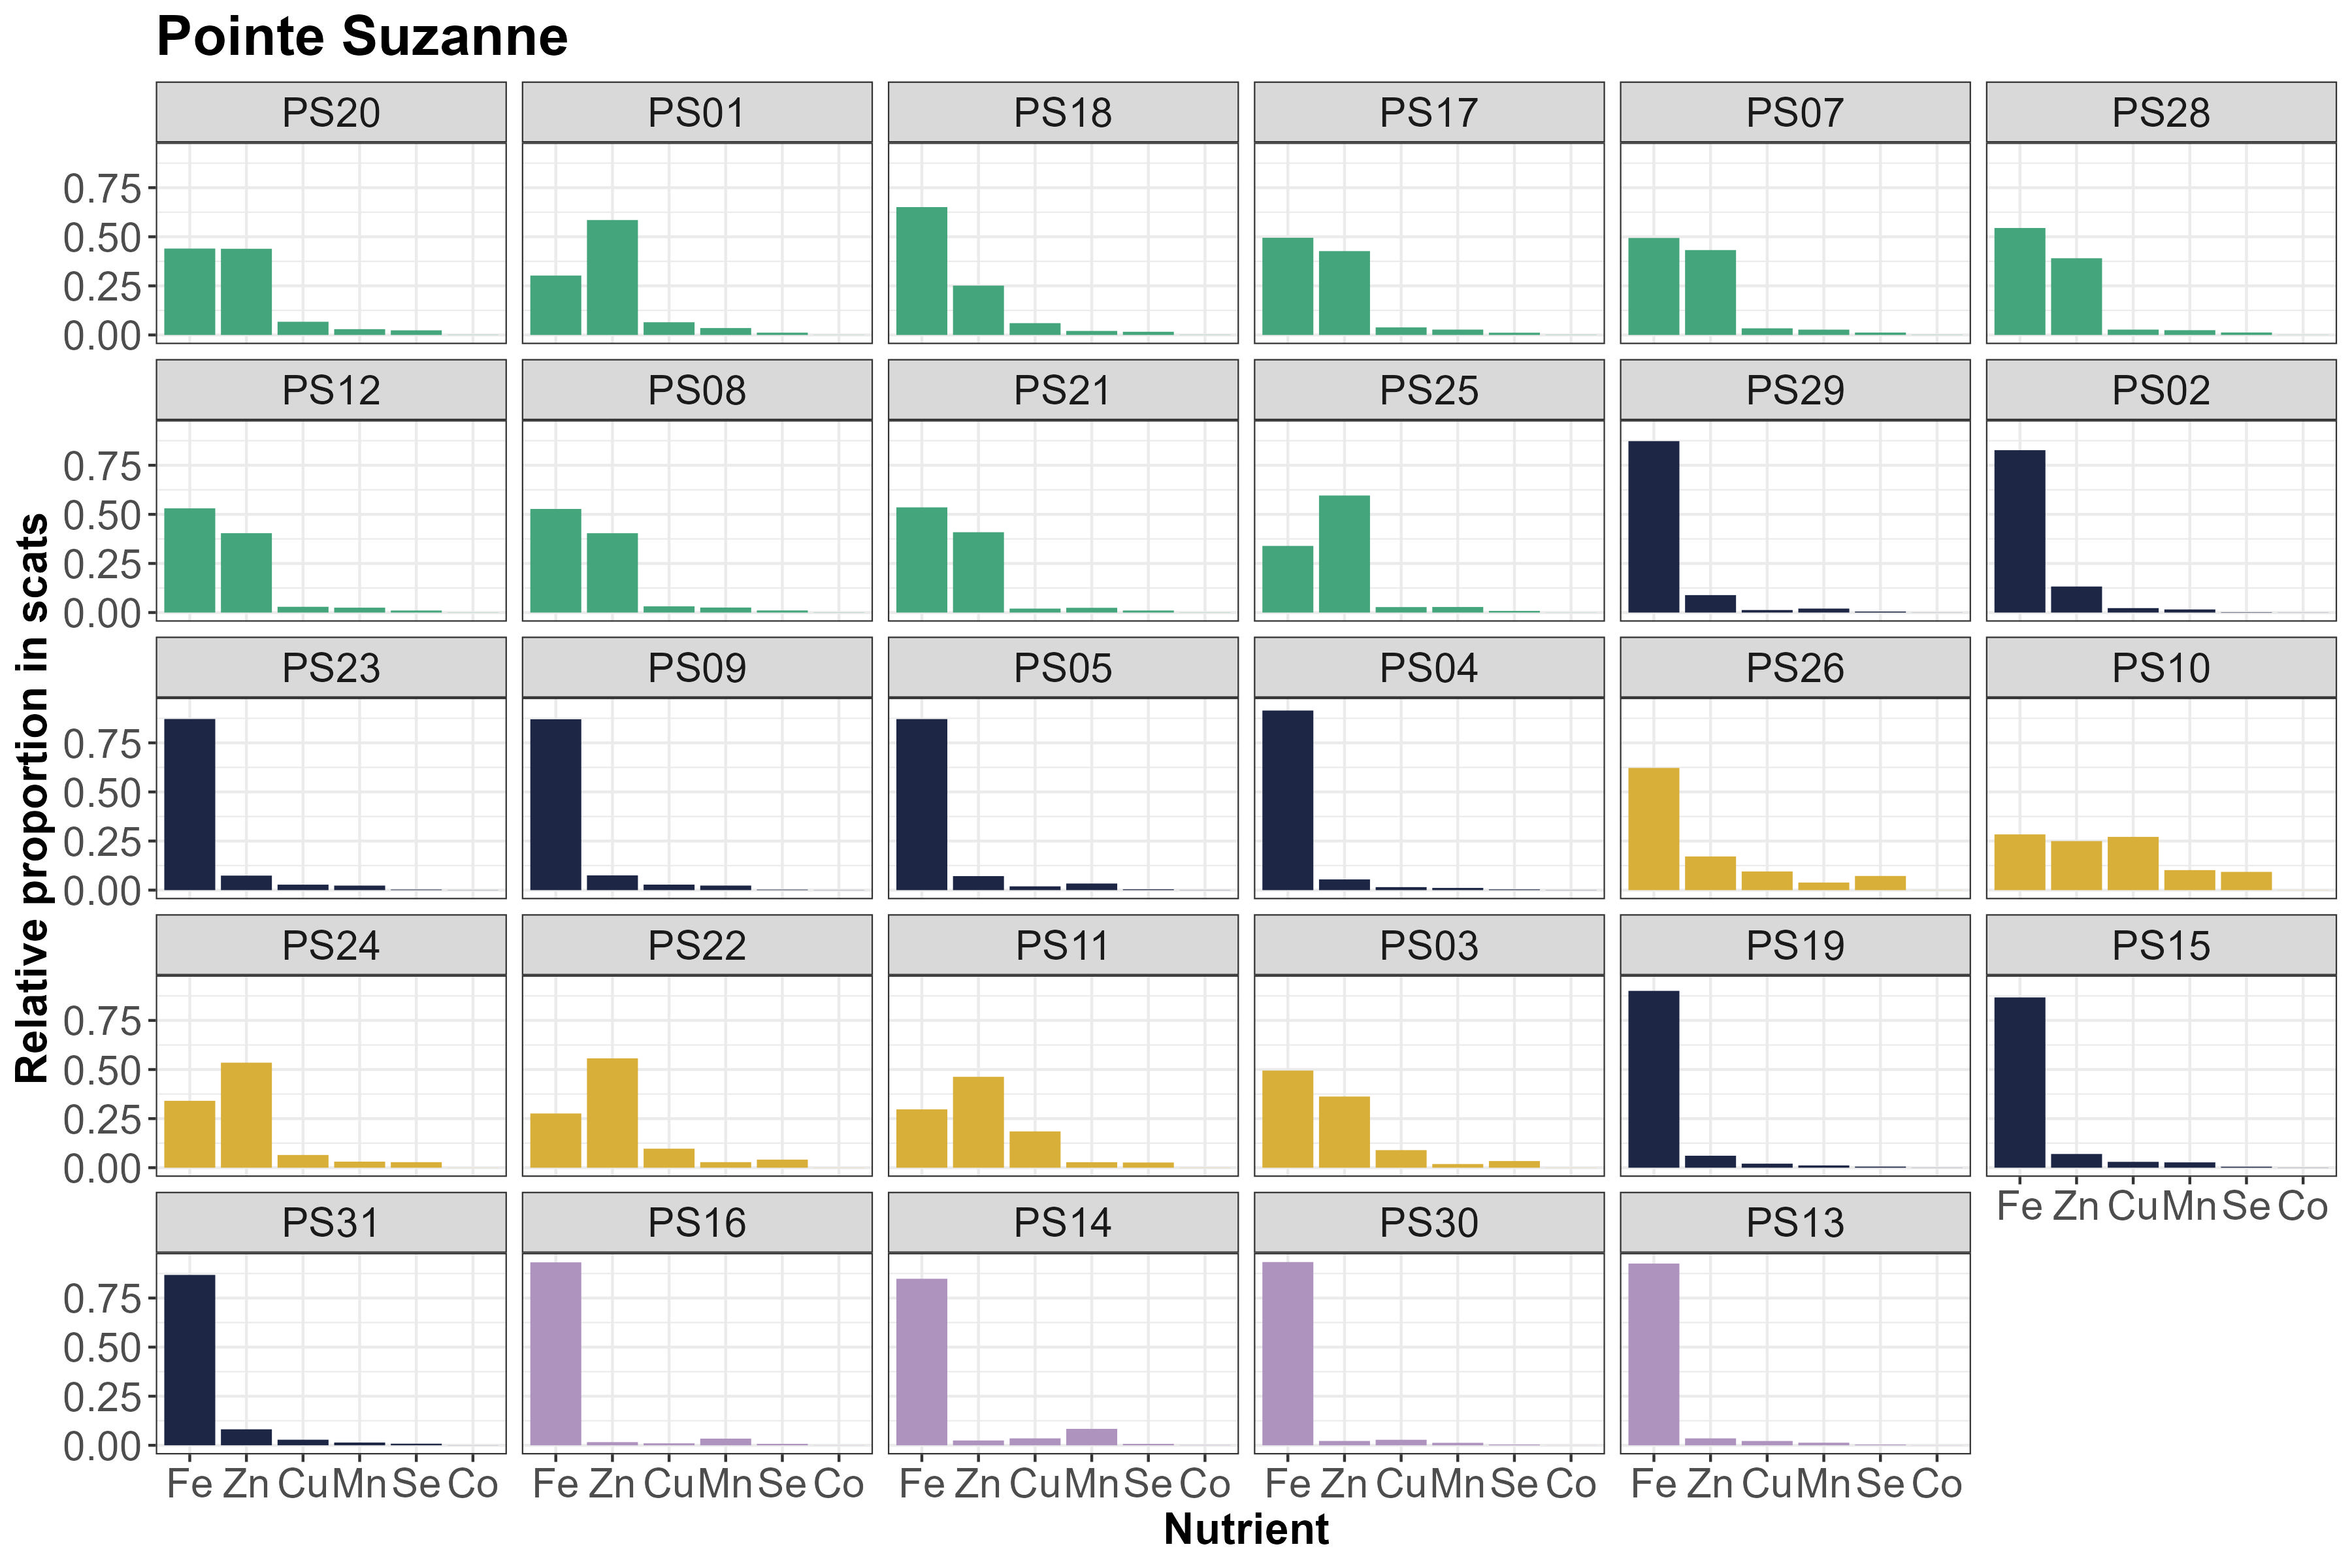 Pointe Suzanne
PS20 PS01 PS18 PS17 PS07 PS28
0.75
0.50
0.25
0.00
PS12 PS08 PS21 PS25 PS29 PS02
0.75
0.50
0.25
0.00
PS23 PS09 PS05 PS04 PS26 PS10
0.75
0.50
0.25
0.00
PS24 PS22 PS11 PS03 PS19 PS15
0.75
0.50
0.25
0.00
Fe Zn Cu Mn Se Co
PS31 PS16 PS14 PS30 PS13
0.75
0.50
0.25
0.00
Fe Zn Cu Mn Se Co Fe Zn Cu Mn Se Co Fe Zn Cu Mn Se Co Fe Zn Cu Mn Se Co Fe Zn Cu Mn Se Co
Nutrient
Relative proportion in scats